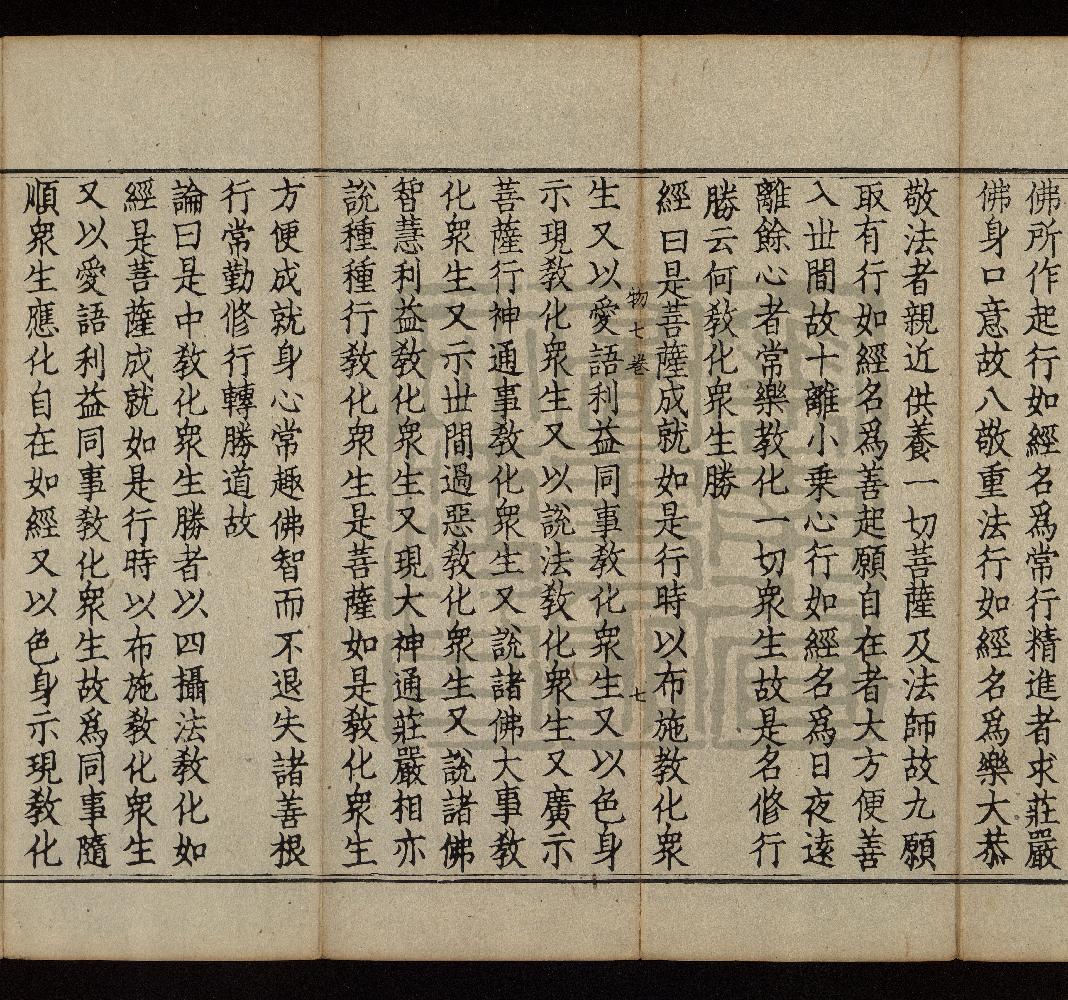 佛所作起行如經名爲常行精進者求莊嚴
佛身口意故八敬重法行如經名爲樂大恭
敬法者親近供養一切菩薩及法師故九願
取有行如經名爲善起願自在者大方便善
入世間故十離小乗心行如經名爲日夜逺
離餘心者常樂教化一切衆生故是名修行
勝云何教化衆生勝
經曰是菩薩成就如是行時以布施教化衆
物七卷 七
生又以愛語利益同事教化衆生又以色身
示現教化衆生又以說法教化衆生又廣示
菩薩行神通事教化衆生又說諸佛大事教
化衆生又示世間過惡教化衆生又說諸佛
智慧利益教化衆生又現大神通莊嚴相亦
說種種行教化衆生是菩薩如是教化衆生
方便成就身心常趣佛智而不退失諸善根
行常勤修行轉勝道故
論曰是中教化衆生勝者以四攝法教化如
經是菩薩成就如是行時以布施教化衆生
又以愛語利益同事教化衆生故爲同事隨
順衆生應化自在如經又以色身示現教化